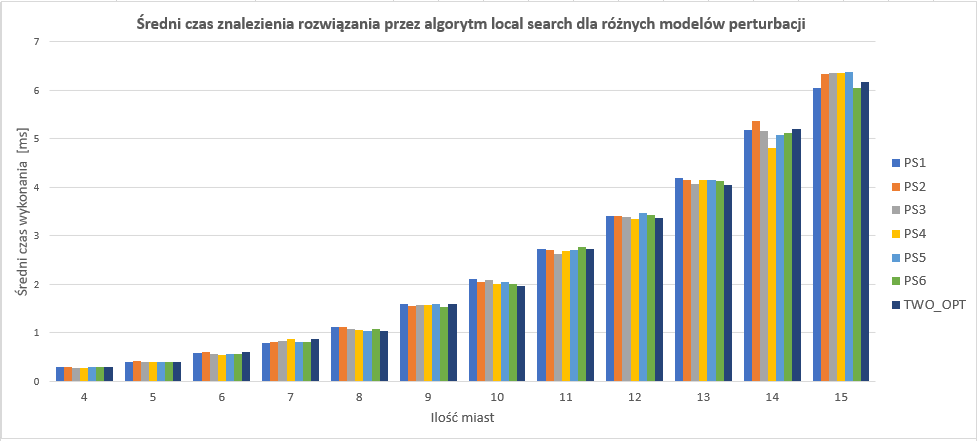 Średni czas znalezienia rozwiązania przez algorytm local search dla różnych modelów perturbacji
7
6
5
4
3
2
1
0
Średni czas wykonania [ms]
4 5 6 7 8 9 10 11 12 13 14 15
Ilość miast
PS1
PS2
PS3
PS4
PS5
PS6
TWO_OPT